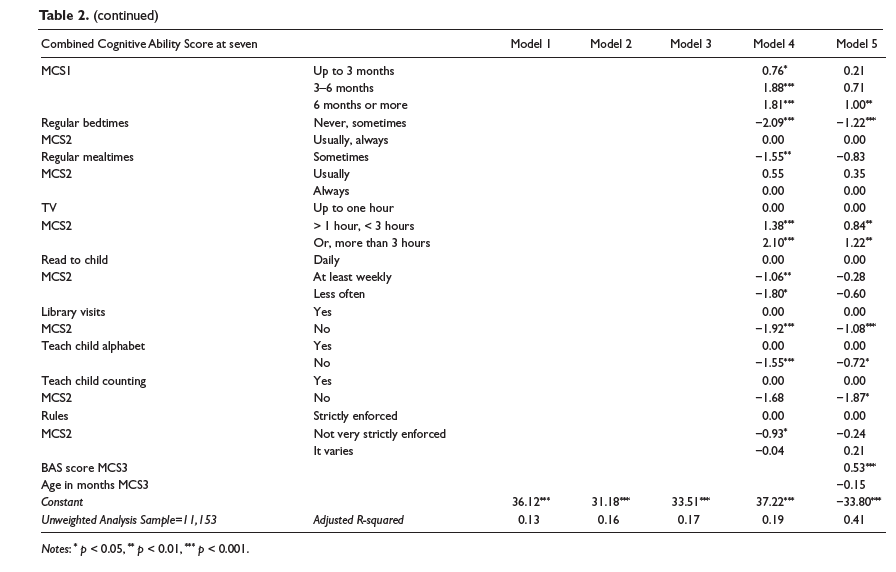 Table 2. (continued)
Combined Cognitive Ability Score at seven Model 1 Model 2 Model 3 Model 4 Model 5
MCS1 Up to 3 months 0.76* 0.21
3–6 months 1.88*** 0.71
6 months or more 1.81*** 1.00**
Regular bedtimes Never, sometimes −2.09*** −1.22***
MCS2 Usually, always 0.00 0.00
Regular mealtimes Sometimes −1.55** −0.83
MCS2 Usually 0.55 0.35
Always 0.00 0.00
TV Up to one hour 0.00 0.00
MCS2 > 1 hour, < 3 hours 1.38*** 0.84**
Or, more than 3 hours 2.10*** 1.22**
Read to child Daily 0.00 0.00
MCS2 At least weekly −1.06** −0.28
Less often −1.80* −0.60
Library visits Yes 0.00 0.00
MCS2 No −1.92*** −1.08***
Teach child alphabet Yes 0.00 0.00
No −1.55*** −0.72*
Teach child counting Yes 0.00 0.00
MCS2 No −1.68 −1.87*
Rules Strictly enforced 0.00 0.00
MCS2 Not very strictly enforced −0.93* −0.24
It varies −0.04 0.21
BAS score MCS3 0.53***
Age in months MCS3 −0.15
Constant 36.12*** 31.18*** 33.51*** 37.22*** −33.80***
Unweighted Analysis Sample=11,153 Adjusted R-squared 0.13 0.16 0.17 0.19 0.41
Notes: * p < 0.05, ** p < 0.01, *** p < 0.001.